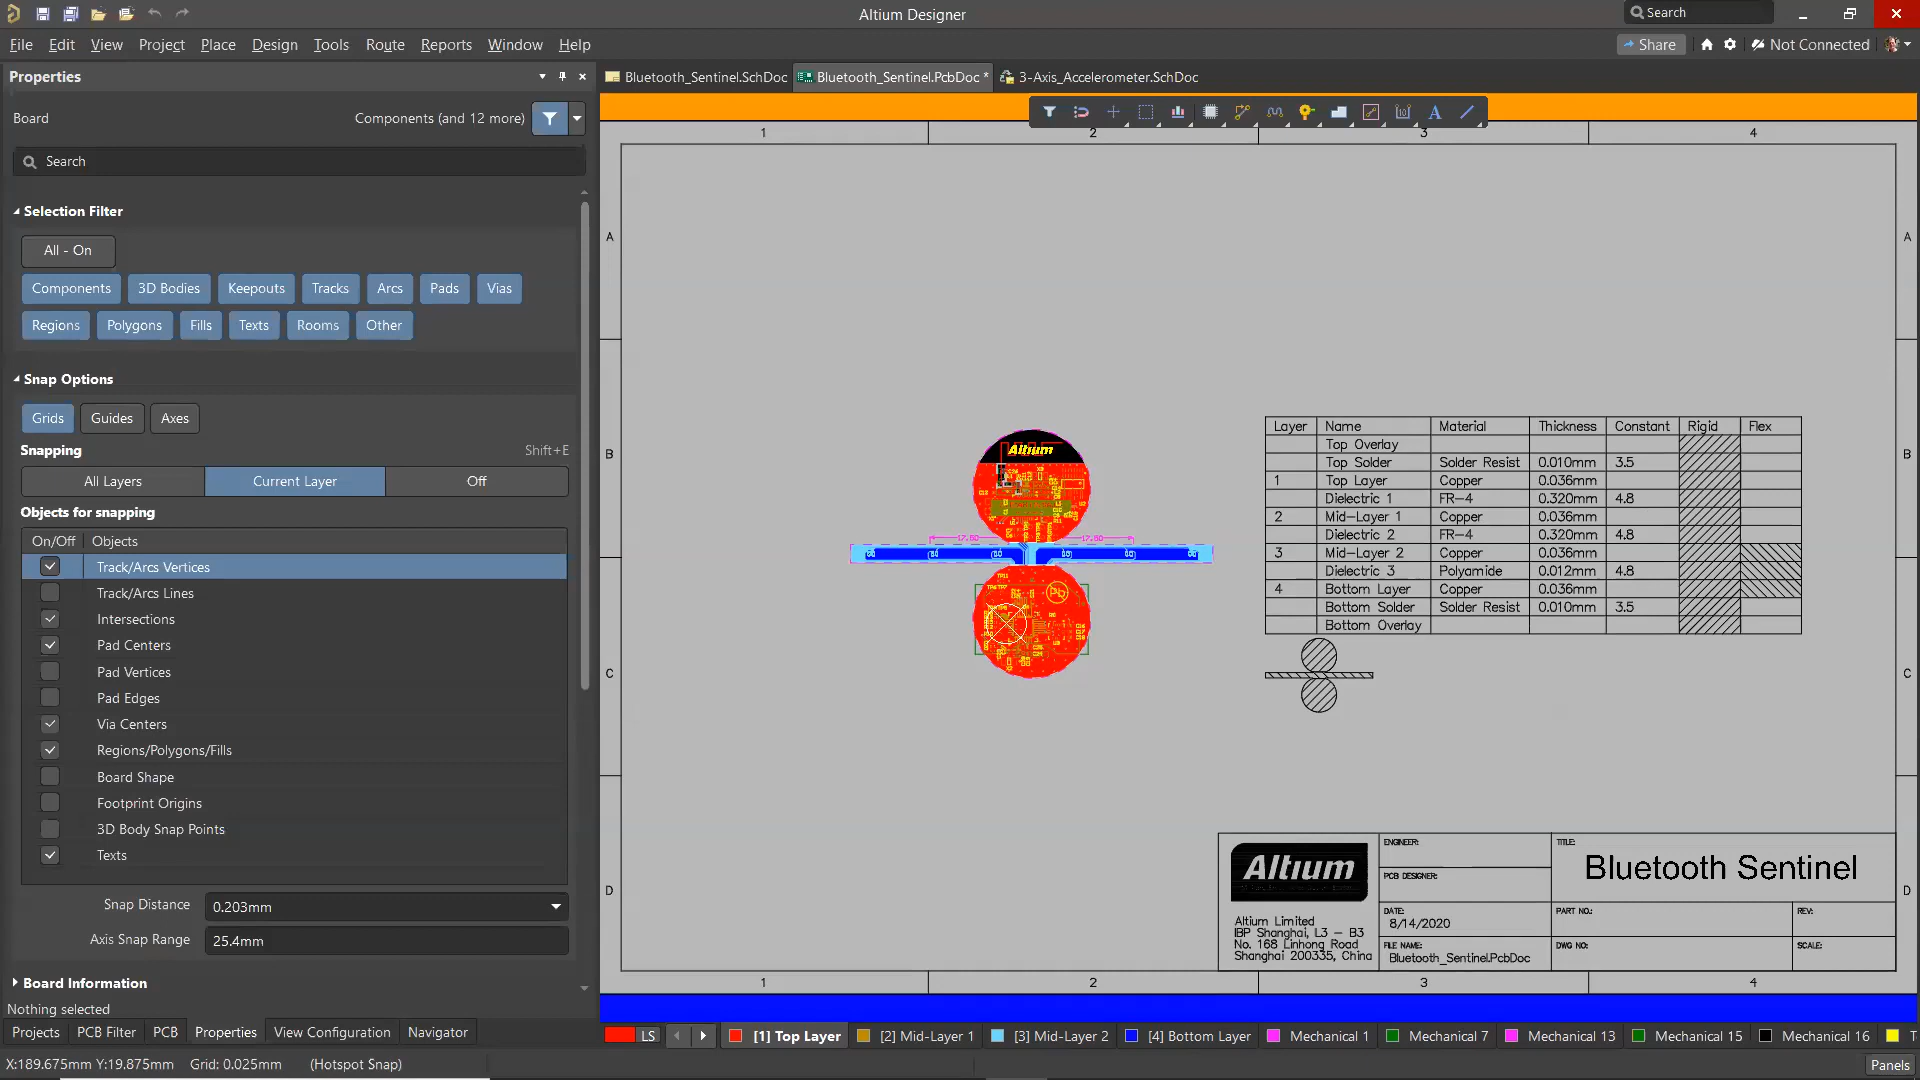 Altium Designer
Search
File Edit View Project Place Design Tools Route Reports Window Help
Share Not Connected
Properties
Bluetooth_Sentinel.SchDoc Bluetooth_Sentinel.PcbDoc * 3-Axis_Accelerometer.SchDoc
Board Components (and 12 more)
Search
Selection Filter
All - On
Components 3D Bodies Keepouts Tracks Arcs Pads Vias
Regions Polygons Fills Texts Rooms Other
Snap Options
Grids Guides Axes
Snapping Shift+E
All Layers Current Layer Off
Objects for snapping
On/Off Objects
Track/Arcs Vertices
Track/Arcs Lines
Intersections
Pad Centers
Pad Vertices
Pad Edges
Via Centers
Regions/Polygons/Fills
Board Shape
Footprint Origins
3D Body Snap Points
Texts
Snap Distance 0.203mm
Axis Snap Range 25.4mm
Board Information
Nothing selected
Projects PCB Filter PCB Properties View Configuration Navigator
X:189.675mm Y:19.875mm Grid: 0.025mm (Hotspot Snap)
1 2 3 4
A A
B B
C C
D D
1 2 3 4
Altium
17.50 17.50
Pb
Layer Name Material Thickness Constant Rigid Flex
Top Overlay
Top Solder Solder Resist 0.010mm 3.5
1 Top Layer Copper 0.036mm
Dielectric 1 FR-4 0.320mm 4.8
2 Mid-Layer 1 Copper 0.036mm
Dielectric 2 FR-4 0.320mm 4.8
3 Mid-Layer 2 Copper 0.036mm
Dielectric 3 Polyamide 0.012mm 4.8
4 Bottom Layer Copper 0.036mm
Bottom Solder Solder Resist 0.010mm 3.5
Bottom Overlay
Altium
Altium Limited
IBP Shanghai, L3 - B3
No. 168 Linhong Road
Shanghai 200335, China
ENGINEER:
PCB DESIGNER:
DATE:
8/14/2020
FILE NAME:
Bluetooth_Sentinel.PcbDoc
TITLE:
Bluetooth Sentinel
PART NO.: REV:
DWG NO: SCALE:
LS [1] Top Layer [2] Mid-Layer 1 [3] Mid-Layer 2 [4] Bottom Layer Mechanical 1 Mechanical 7 Mechanical 13 Mechanical 15 Mechanical 16 T
Panels